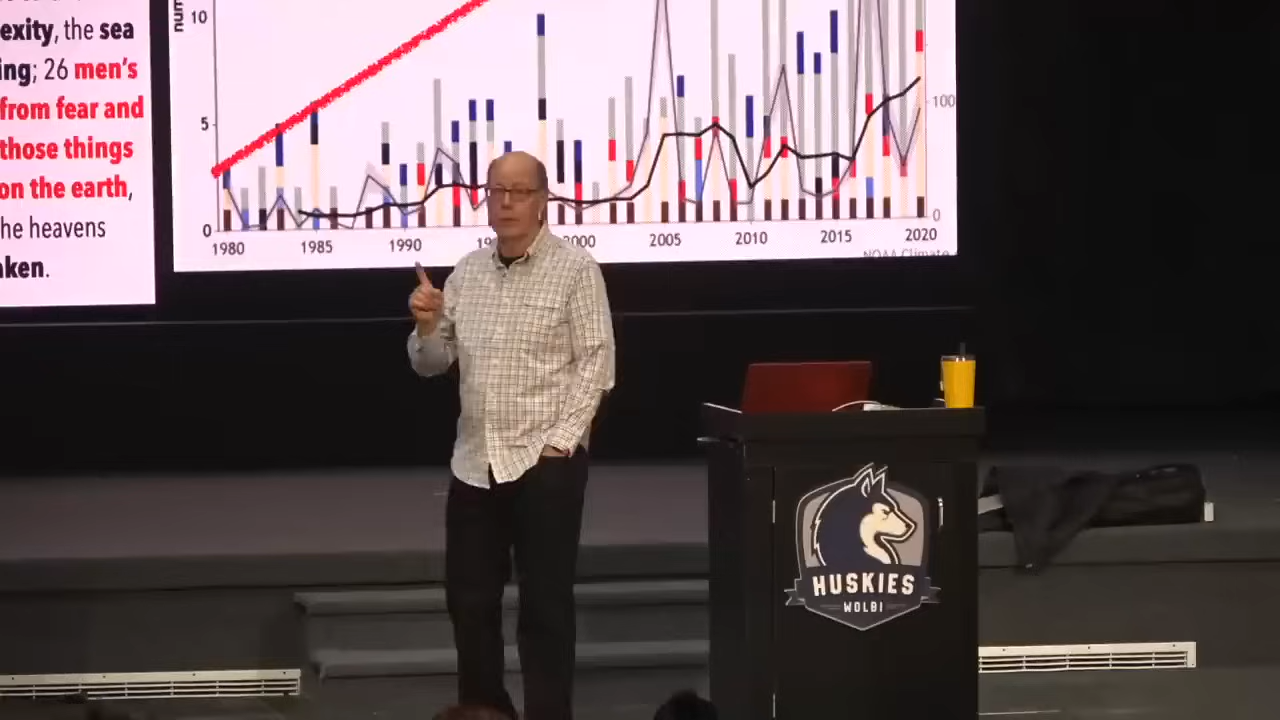 exity, the sea
ing; 26 men's
from fear and
those things
on the earth,
he heavens
aken.
num
10
5
0
1980
1985
1990
2005
2010
2015
2020
100
0
NOAA Climate
HUSKIES
WOLBI